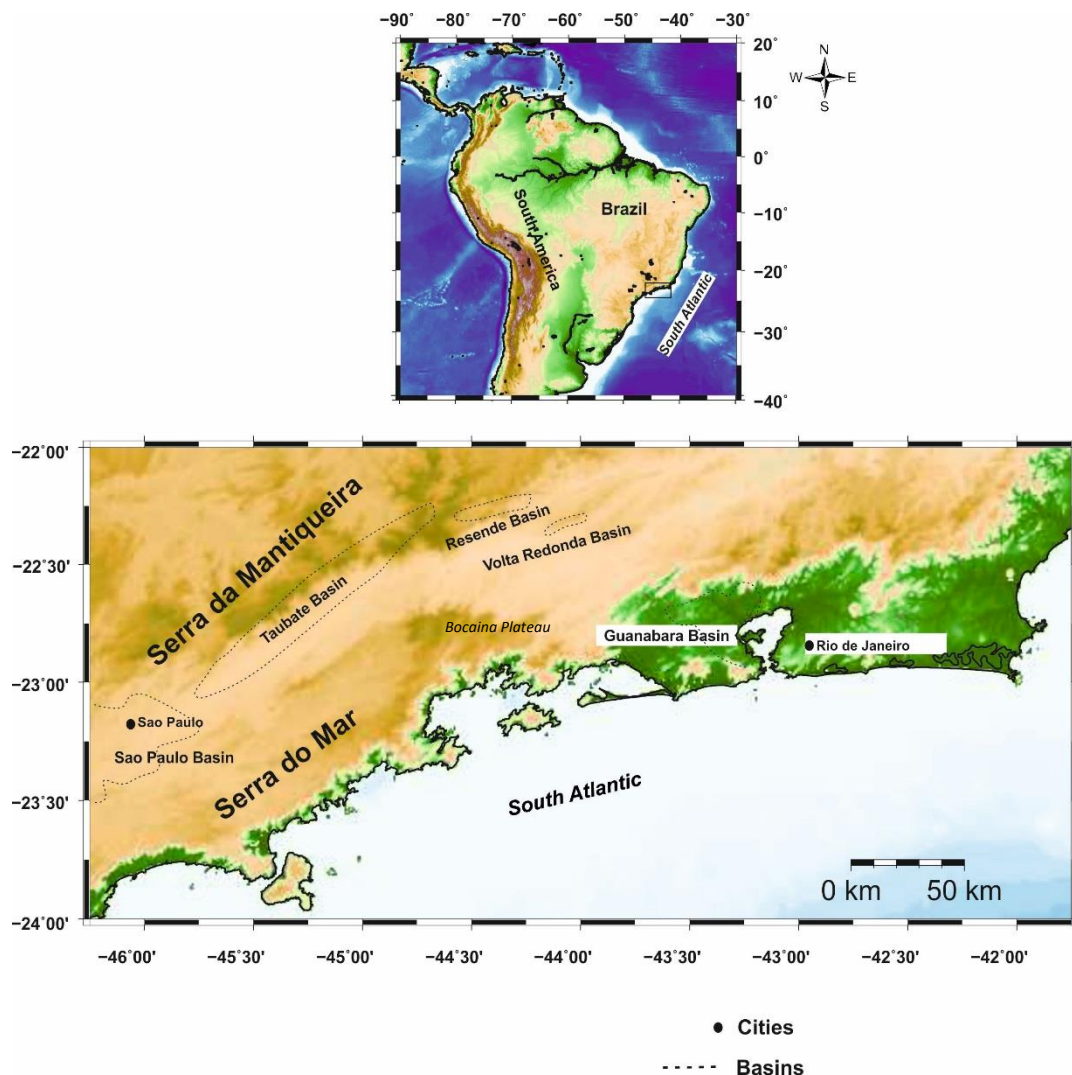 −90 −80° −70° −60° −50° −40° −30°
20°
10°
0°
−10°
−20°
−30°
−40°
N
W E
S
Brazil
South America
South Atlantic
−22°00'
−22°30'
−23°00'
−23°30'
−24°00'
Serra da Mantiqueira
Taubate Basin
Resende Basin
Volta Redonda Basin
Bocaina Plateau
Guanabara Basin
Rio de Janeiro
Sao Paulo
Sao Paulo Basin
Serra do Mar
South Atlantic
0 km 50 km
−46°00' −45°30' −45°00' −44°30' −44°00' −43°30' −43°00' −42°30' −42°00'
Cities
Basins